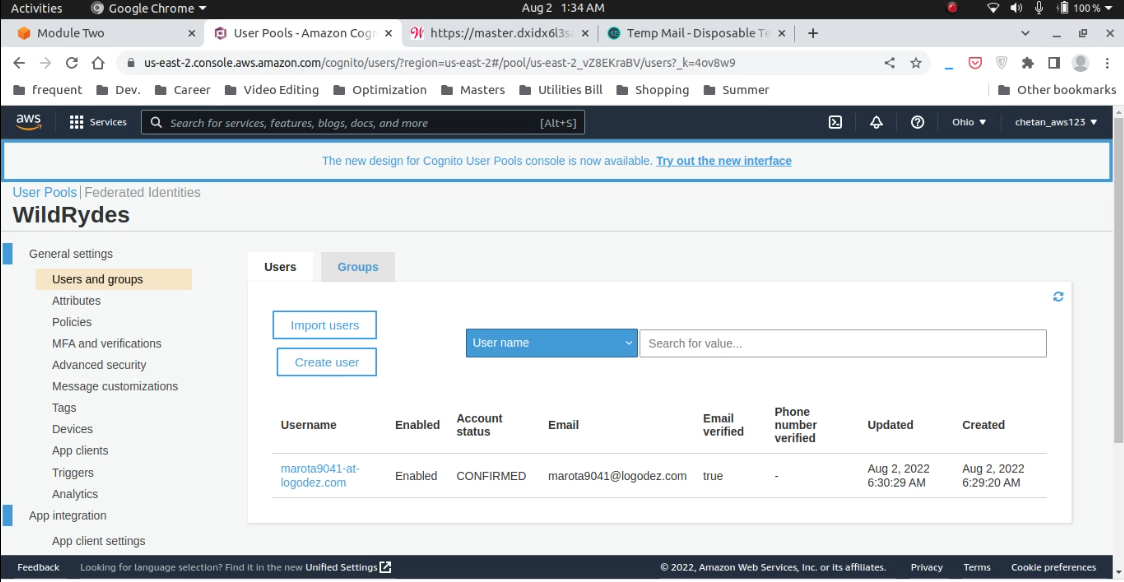 Activities Google Chrome Aug 2 1:34 AM 100 %
Module Two User Pools - Amazon Cogn https://master.dxidx6l3s Temp Mail - Disposable Te
us-east-2.console.aws.amazon.com/cognito/users/?region=us-east-2#/pool/us-east-2_vZ8EKraBV/users?_k=4ov8w9
frequent Dev. Career Video Editing Optimization Masters Utilities Bill Shopping Summer Other bookmarks
aws Services Search for services, features, blogs, docs, and more [Alt+S] Ohio chetan_aws123
The new design for Cognito User Pools console is now available. Try out the new interface
User Pools | Federated Identities
WildRydes
General settings
Users and groups
Attributes
Policies
MFA and verifications
Advanced security
Message customizations
Tags
Devices
App clients
Triggers
Analytics
App integration
App client settings
Users Groups
Import users
Create user
User name Search for value...
Username Enabled Account status Email Email verified Phone number verified Updated Created
marota9041-at-logodez.com Enabled CONFIRMED marota9041@logodez.com true - Aug 2, 2022 6:30:29 AM Aug 2, 2022 6:29:20 AM
Feedback Looking for language selection? Find it in the new Unified Settings © 2022, Amazon Web Services, Inc. or its affiliates. Privacy Terms Cookie preferences